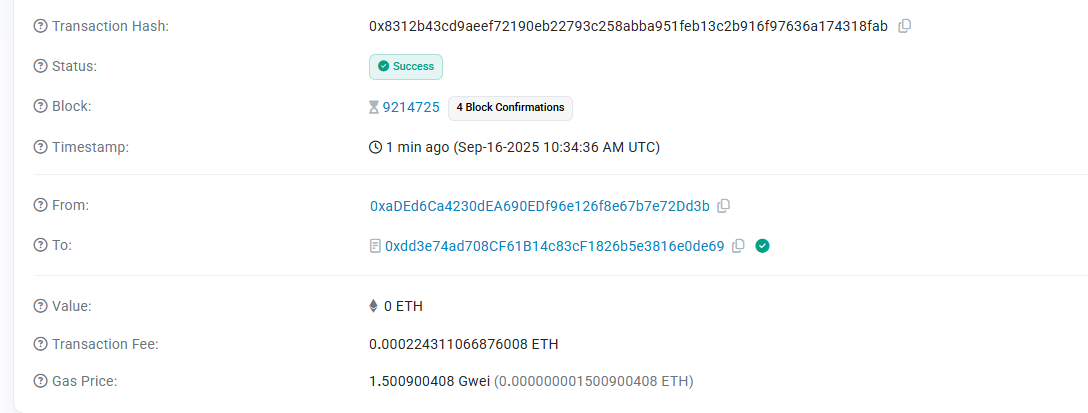 Transaction Hash: 0x8312b43cd9aeef72190eb22793c258abba951feb13c2b916f97636a174318fab
Status: Success
Block: 9214725 4 Block Confirmations
Timestamp: 1 min ago (Sep-16-2025 10:34:36 AM UTC)
From: 0xaDEd6Ca4230dEA690EDf96e126f8e67b7e72Dd3b
To: 0xdd3e74ad708CF61B14c83cF1826b5e3816e0de69
Value: 0 ETH
Transaction Fee: 0.000224311066876008 ETH
Gas Price: 1.500900408 Gwei (0.000000001500900408 ETH)